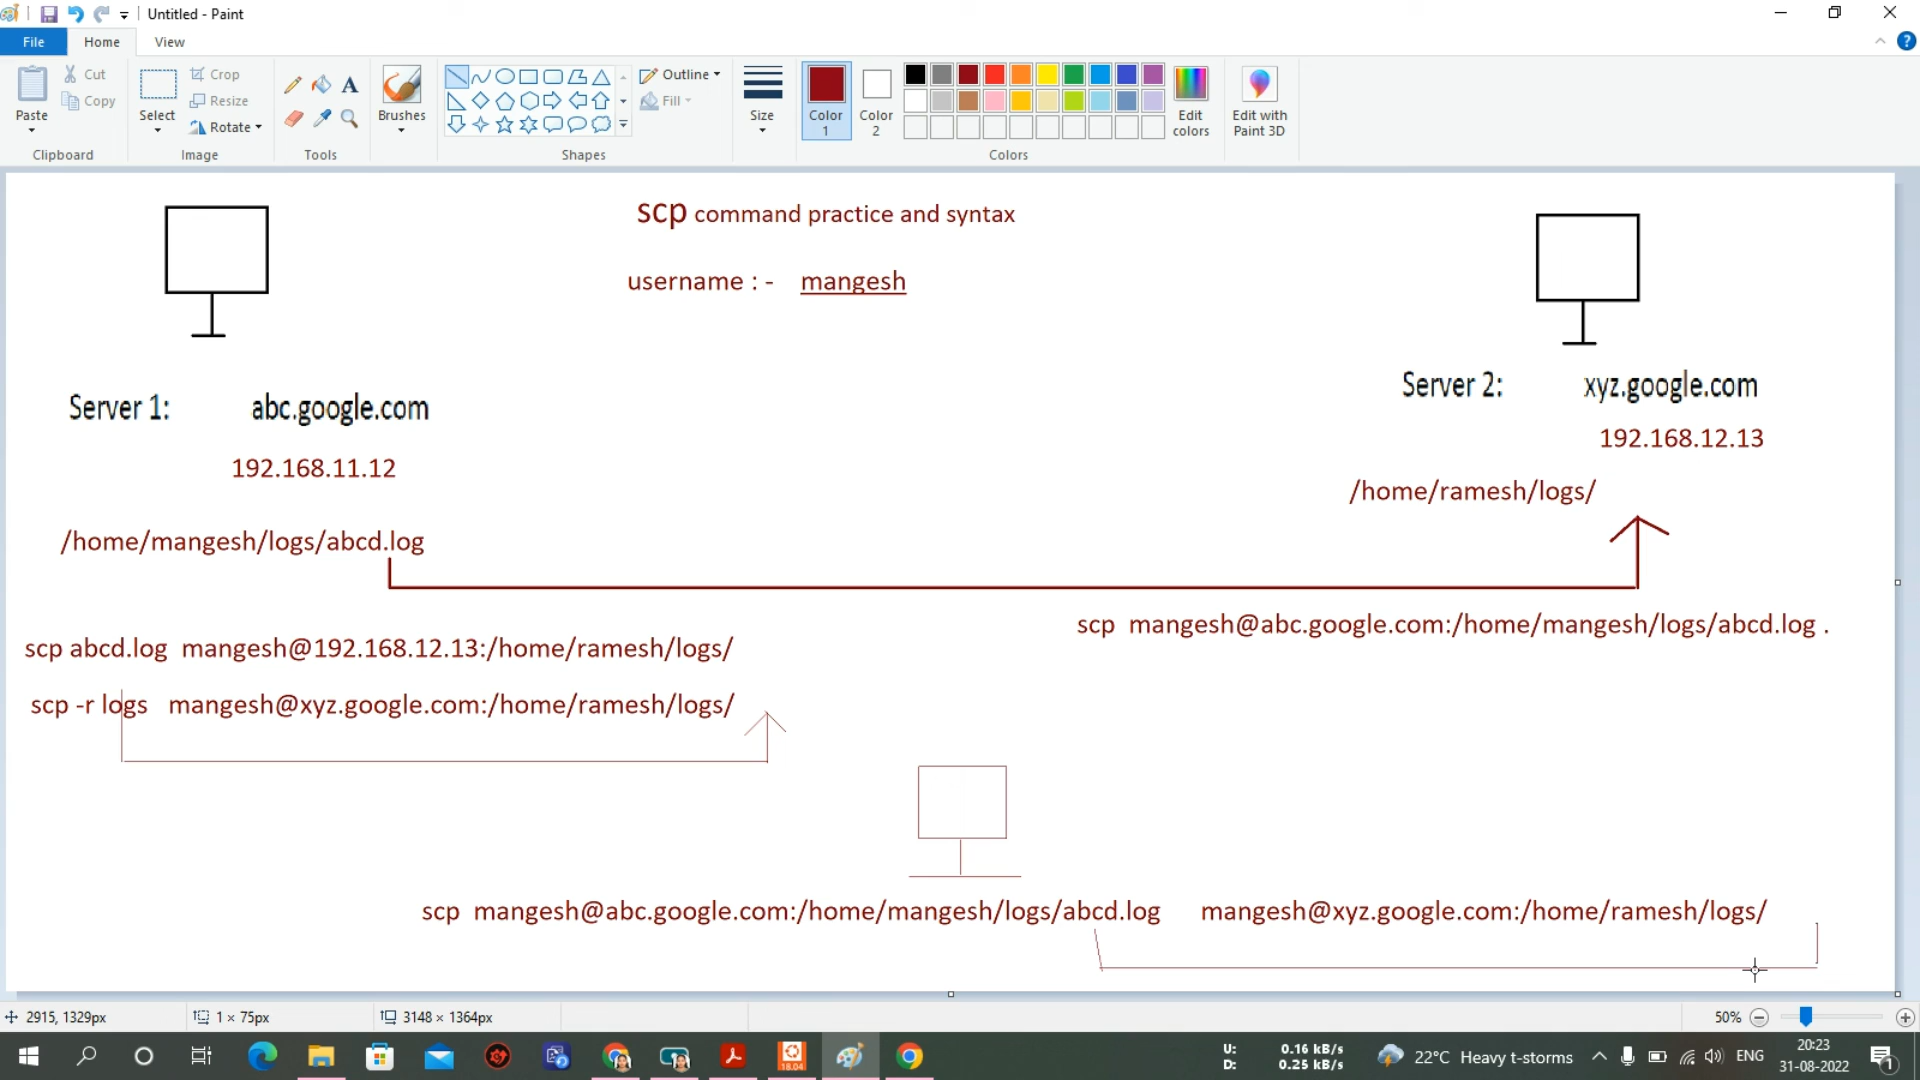 Untitled - Paint
File Home View
Paste
Cut
Copy
Clipboard
Select
Crop
Resize
Rotate
Image
Tools
Brushes
Shapes
Outline
Fill
Size
Color 1
Color 2
Colors
Edit colors
Edit with Paint 3D
scp command practice and syntax
username : - mangesh
Server 1: abc.google.com
192.168.11.12
/home/mangesh/logs/abcd.log
Server 2: xyz.google.com
192.168.12.13
/home/ramesh/logs/
scp mangesh@abc.google.com:/home/mangesh/logs/abcd.log .
scp abcd.log mangesh@192.168.12.13:/home/ramesh/logs/
scp -r logs mangesh@xyz.google.com:/home/ramesh/logs/
scp mangesh@abc.google.com:/home/mangesh/logs/abcd.log mangesh@xyz.google.com:/home/ramesh/logs/
2915, 1329px 1 × 75px 3148 × 1364px 50%
18.04
U: 0.16 kB/s
D: 0.25 kB/s
22°C Heavy t-storms
ENG
20:23
31-08-2022
1